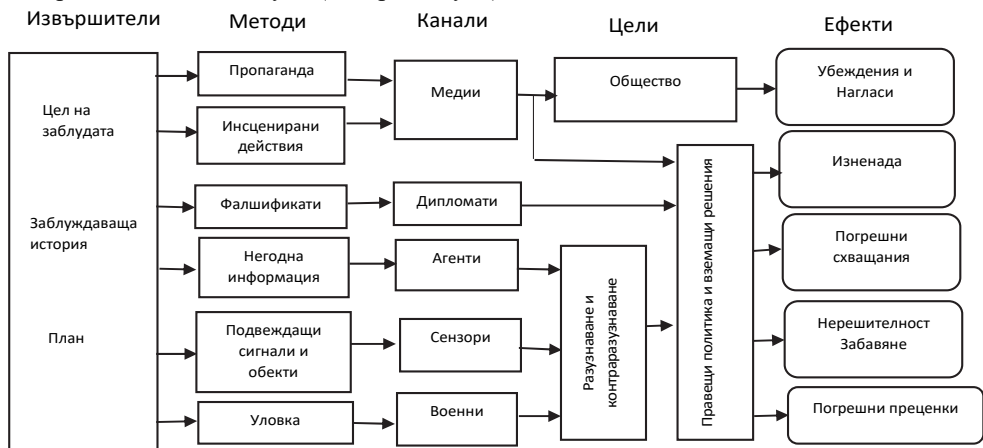 Извършители
Методи
Канали
Цели
Ефекти
Цел на
заблудата
Заблуждаваща
история
План
Пропаганда
Инсценирани
действия
Фалшификати
Негодна
информация
Подвеждащи
сигнали и
обекти
Уловка
Медии
Дипломати
Агенти
Сензори
Военни
Общество
Разузнаване и
контраразузнаване
Правещи политика и вземащи решения
Убеждения и
Нагласи
Изненада
Погрешни
схващания
Нерешителност
Забавяне
Погрешни преценки